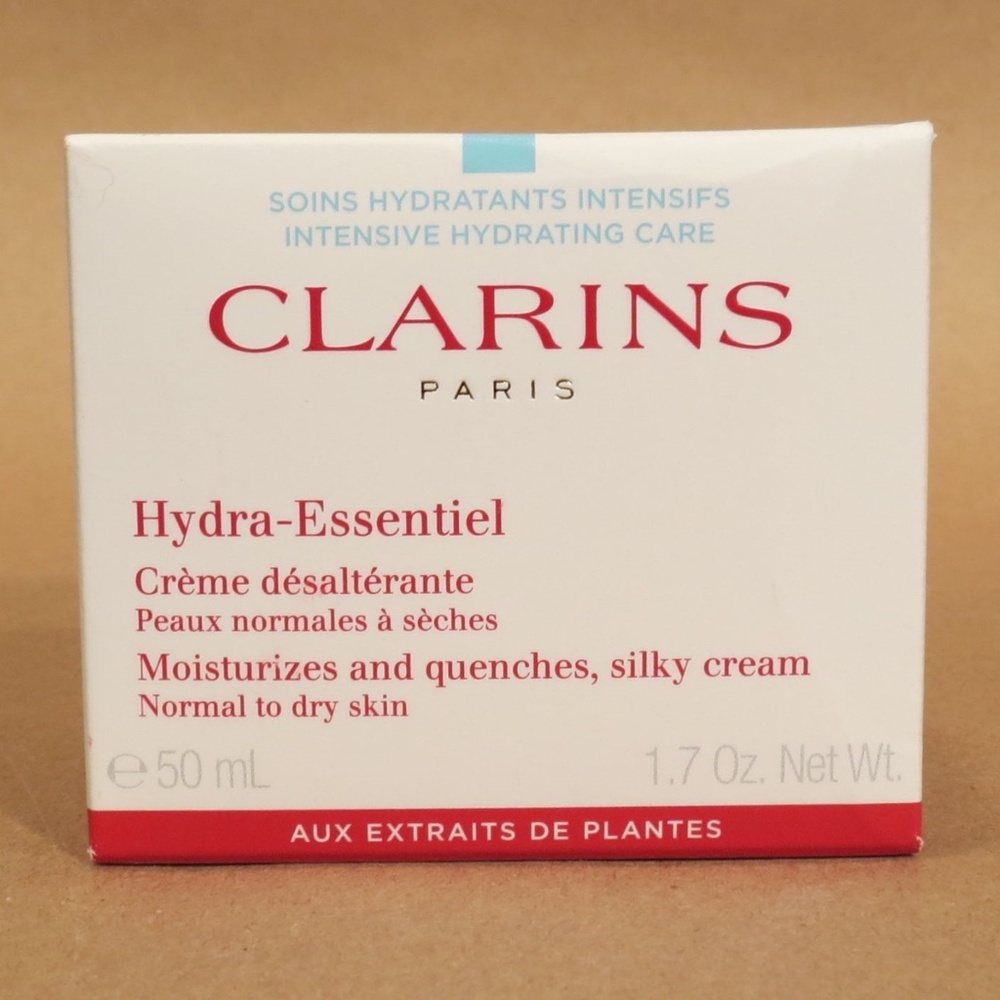 SOINS HYDRATANTS INTENSIFS
INTENSIVE HYDRATING CARE
CLARINS
PARIS
Hydra-Essentiel
Crème désaltérante
Peaux normales à sèches
Moisturizes and quenches, silky cream
Normal to dry skin
℮ 50 mL 1.7 Oz. Net Wt.
AUX EXTRAITS DE PLANTES